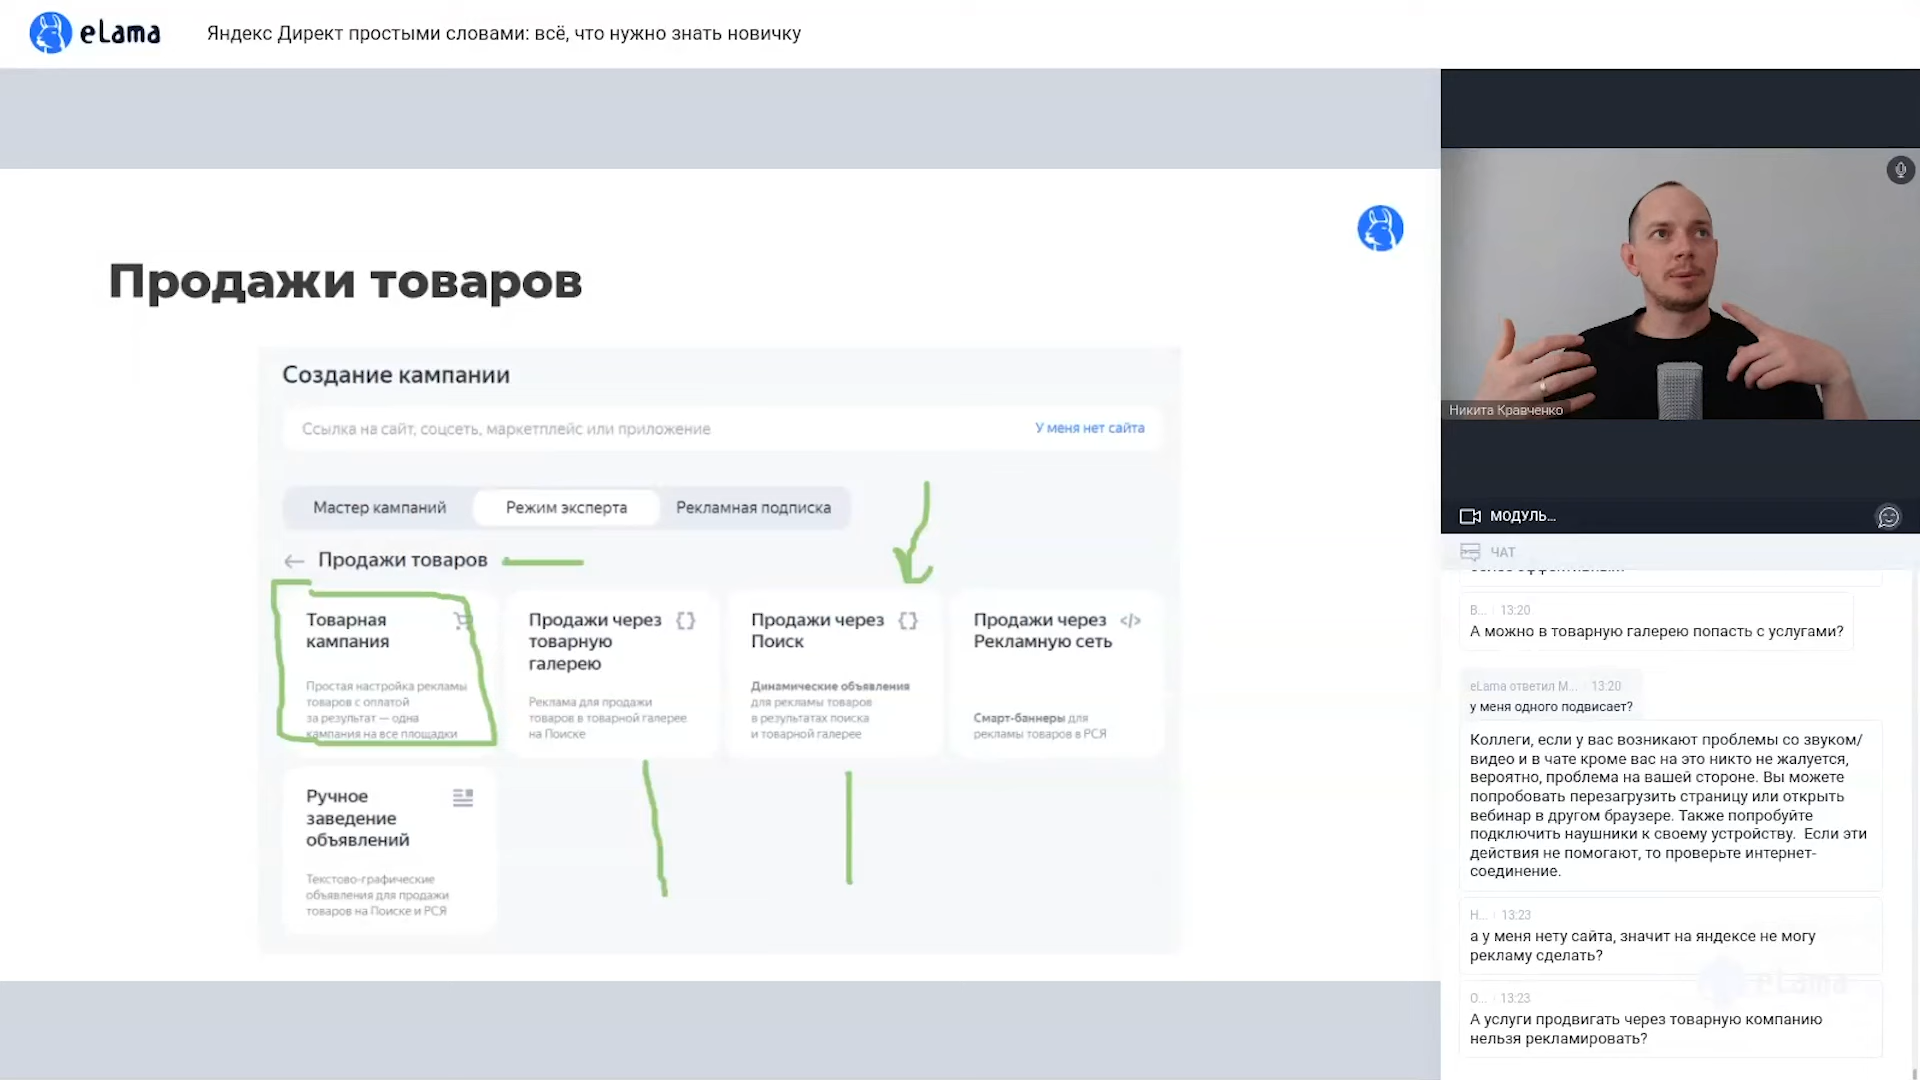 eLama
Яндекс Директ простыми словами: всё, что нужно знать новичку
Продажи товаров
Создание кампании
Ссылка на сайт, соцсеть, маркетплейс или приложение
У меня нет сайта
Мастер кампаний
Режим эксперта
Рекламная подписка
Продажи товаров
Товарная
кампания
Простая настройка рекламы
товаров с оплатой
за результат — одна
кампания на все площадки
Продажи через
товарную
галерею
Реклама для продажи
товаров в товарной галерее
на Поиске
Продажи через
Поиск
Динамические объявления
для рекламы товаров
в результатах поиска
и товарной галерее
Продажи через
Рекламную сеть
Смарт-баннеры для
рекламы товаров в РСЯ
Ручное
заведение
объявлений
Текстово-графические
объявления для продажи
товаров на Поиске и РСЯ
Никита Кравченко
МОДУЛЬ...
ЧАТ
В... 13:20
А можно в товарную галерею попасть с услугами?
eLama ответил М... 13:20
у меня одного подвисает?
Коллеги, если у вас возникают проблемы со звуком/
видео и в чате кроме вас на это никто не жалуется,
вероятно, проблема на вашей стороне. Вы можете
попробовать перезагрузить страницу или открыть
вебинар в другом браузере. Также попробуйте
подключить наушники к своему устройству. Если эти
действия не помогают, то проверьте интернет-
соединение.
Н... 13:23
а у меня нету сайта, значит на яндексе не могу
рекламу сделать?
eLama
О... 13:23
А услуги продвигать через товарную компанию
нельзя рекламировать?